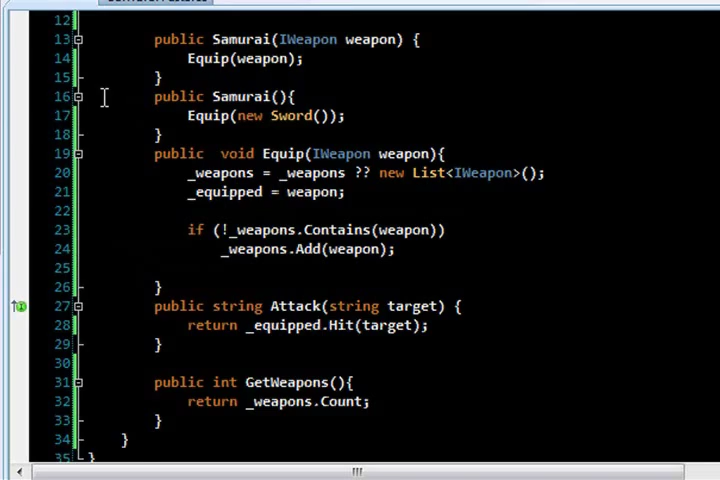 12
13 public Samurai(IWeapon weapon) {
14 Equip(weapon);
15 }
16 public Samurai(){
17 Equip(new Sword());
18 }
19 public  void Equip(IWeapon weapon){
20 _weapons = _weapons ?? new List<IWeapon>();
21 _equipped = weapon;
22
23 if (!_weapons.Contains(weapon))
24 _weapons.Add(weapon);
25
26 }
27 public string Attack(string target) {
28 return _equipped.Hit(target);
29 }
30
31 public int GetWeapons(){
32 return _weapons.Count;
33 }
34 }
35 }